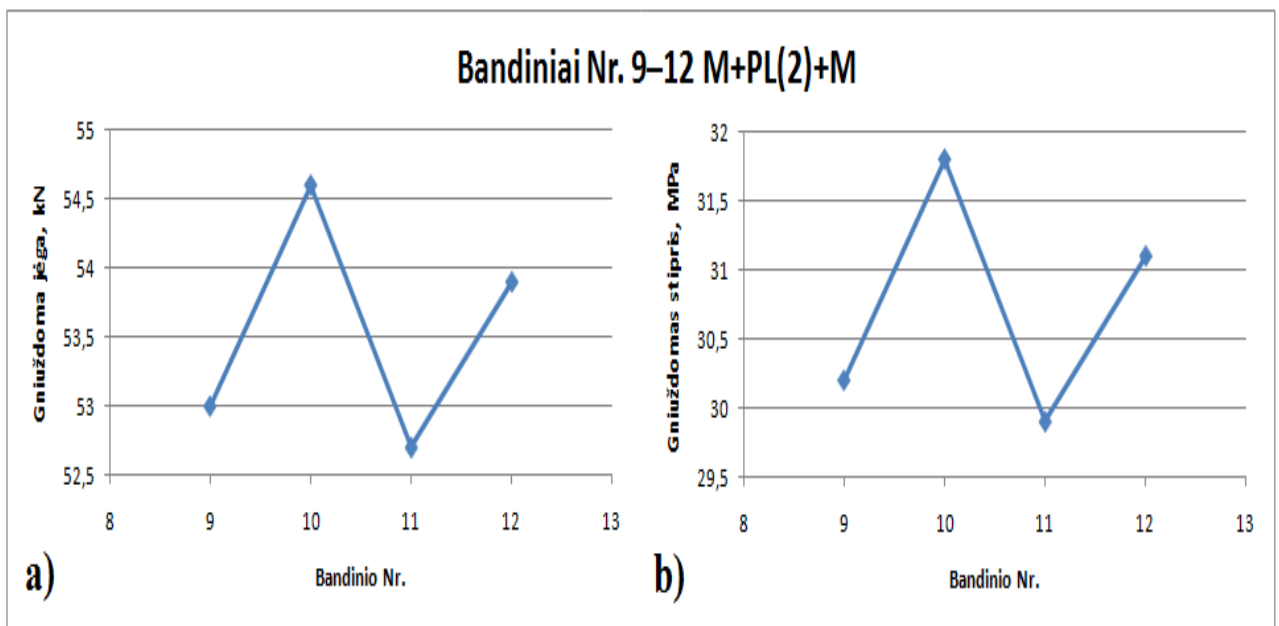 Bandiniai Nr. 9–12 M+PL(2)+M
Gniuždoma jėga, kN
55
54,5
54
53,5
53
52,5
8 9 10 11 12 13
Bandinio Nr.
a)
Gniuždomas stipris, MPa
32
31,5
31
30,5
30
29,5
8 9 10 11 12 13
Bandinio Nr.
b)